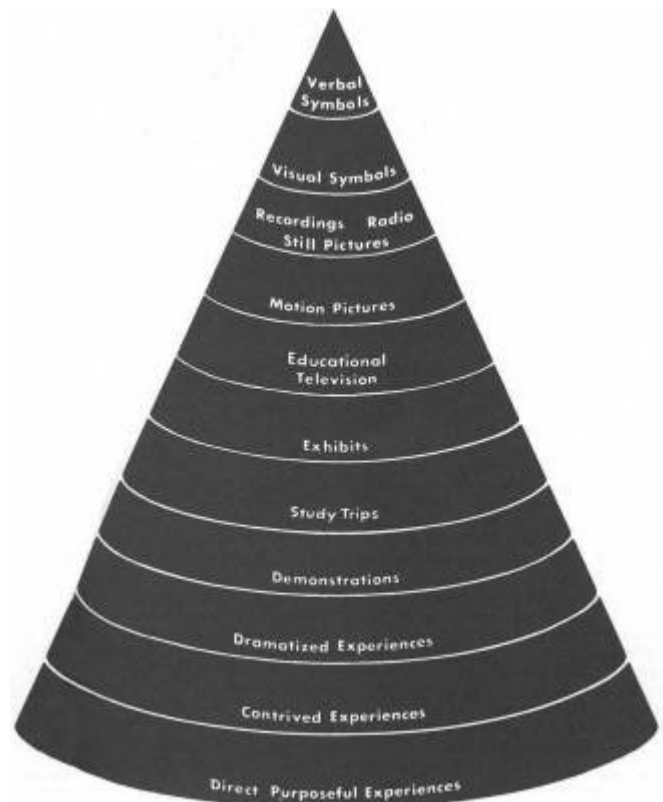 Verbal
Symbols
Visual Symbols
Recordings Radio
Still Pictures
Motion Pictures
Educational
Television
Exhibits
Study Trips
Demonstrations
Dramatized Experiences
Contrived Experiences
Direct Purposeful Experiences